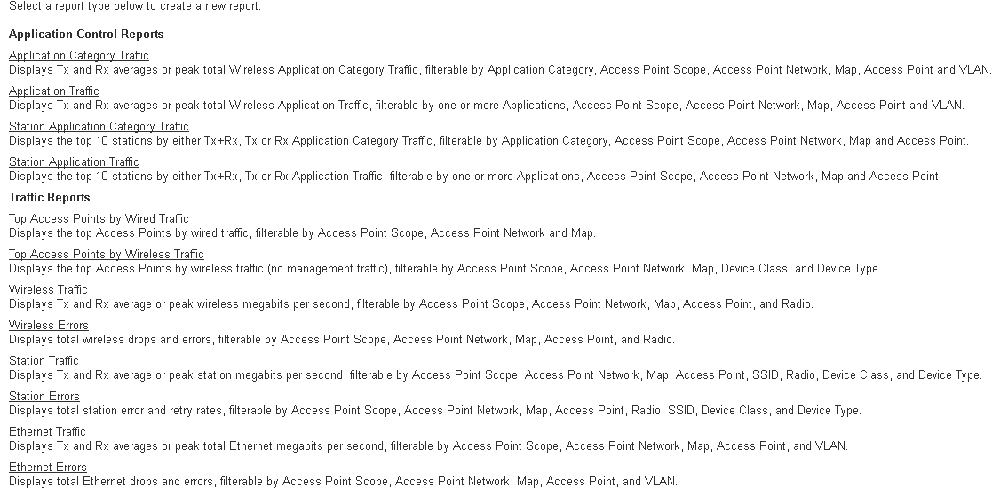 Select a report type below to create a new report.
Application Control Reports
Application Category Traffic
Displays Tx and Rx averages or peak total Wireless Application Category Traffic, filterable by Application Category, Access Point Scope, Access Point Network, Map, Access Point and VLAN.
Application Traffic
Displays Tx and Rx averages or peak total Wireless Application Traffic, filterable by one or more Applications, Access Point Scope, Access Point Network, Map, Access Point and VLAN.
Station Application Category Traffic
Displays the top 10 stations by either Tx+Rx, Tx or Rx Application Category Traffic, filterable by Application Category, Access Point Scope, Access Point Network, Map and Access Point.
Station Application Traffic
Displays the top 10 stations by either Tx+Rx, Tx or Rx Application Traffic, filterable by one or more Applications, Access Point Scope, Access Point Network, Map and Access Point.
Traffic Reports
Top Access Points by Wired Traffic
Displays the top Access Points by wired traffic, filterable by Access Point Scope, Access Point Network and Map.
Top Access Points by Wireless Traffic
Displays the top Access Points by wireless traffic (no management traffic), filterable by Access Point Scope, Access Point Network, Map, Device Class, and Device Type.
Wireless Traffic
Displays Tx and Rx average or peak wireless megabits per second, filterable by Access Point Scope, Access Point Network, Map, Access Point, and Radio.
Wireless Errors
Displays total wireless drops and errors, filterable by Access Point Scope, Access Point Network, Map, Access Point, and Radio.
Station Traffic
Displays Tx and Rx average or peak station megabits per second, filterable by Access Point Scope, Access Point Network, Map, Access Point, SSID, Radio, Device Class, and Device Type.
Station Errors
Displays total station error and retry rates, filterable by Access Point Scope, Access Point Network, Map, Access Point, Radio, SSID, Device Class, and Device Type.
Ethernet Traffic
Displays Tx and Rx averages or peak total Ethernet megabits per second, filterable by Access Point Scope, Access Point Network, Map, Access Point, and VLAN.
Ethernet Errors
Displays total Ethernet drops and errors, filterable by Access Point Scope, Access Point Network, Map, Access Point, and VLAN.